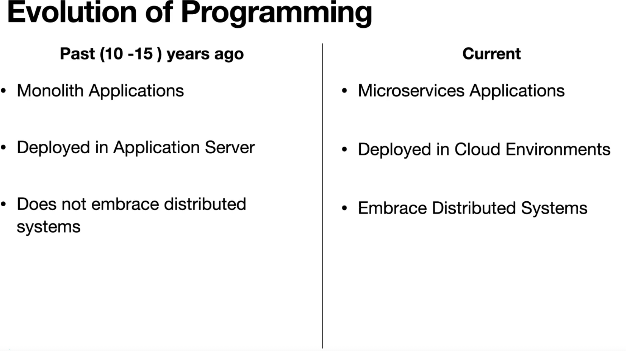 Evolution of Programming
Past (10 -15 ) years ago
• Monolith Applications
• Deployed in Application Server
• Does not embrace distributed
systems
Current
• Microservices Applications
• Deployed in Cloud Environments
• Embrace Distributed Systems